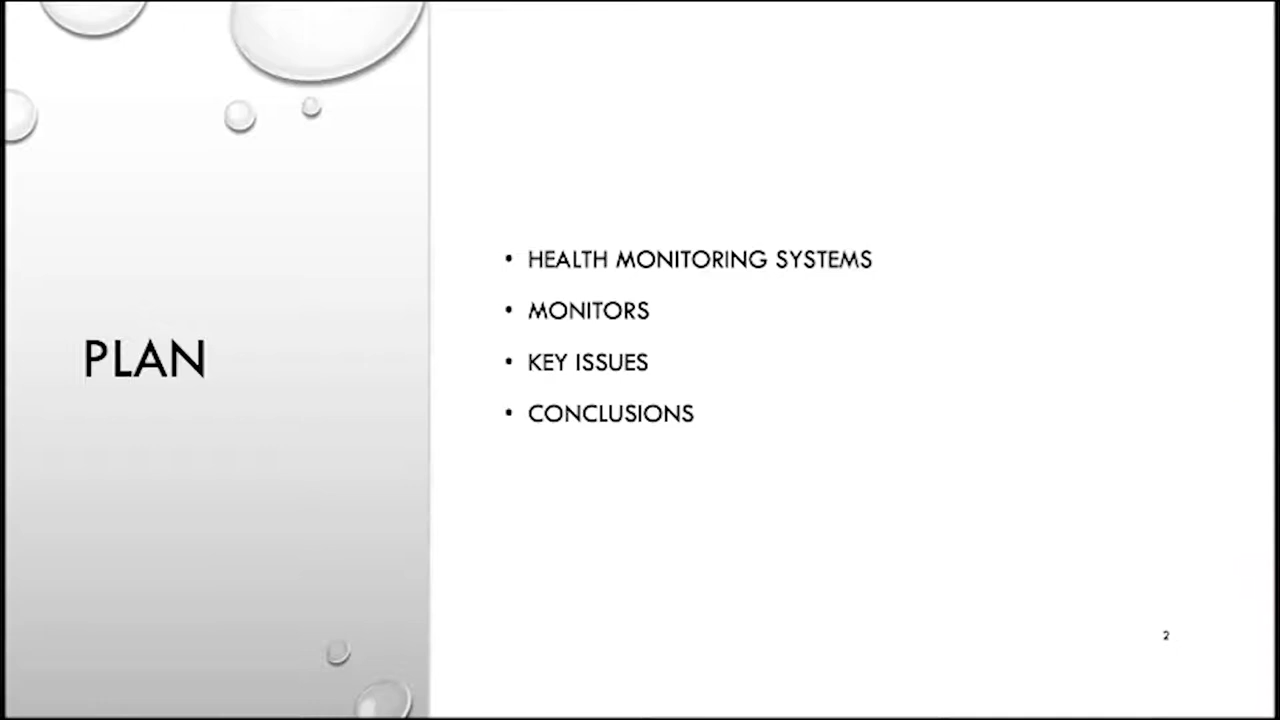 PLAN
• HEALTH MONITORING SYSTEMS
• MONITORS
• KEY ISSUES
• CONCLUSIONS
2